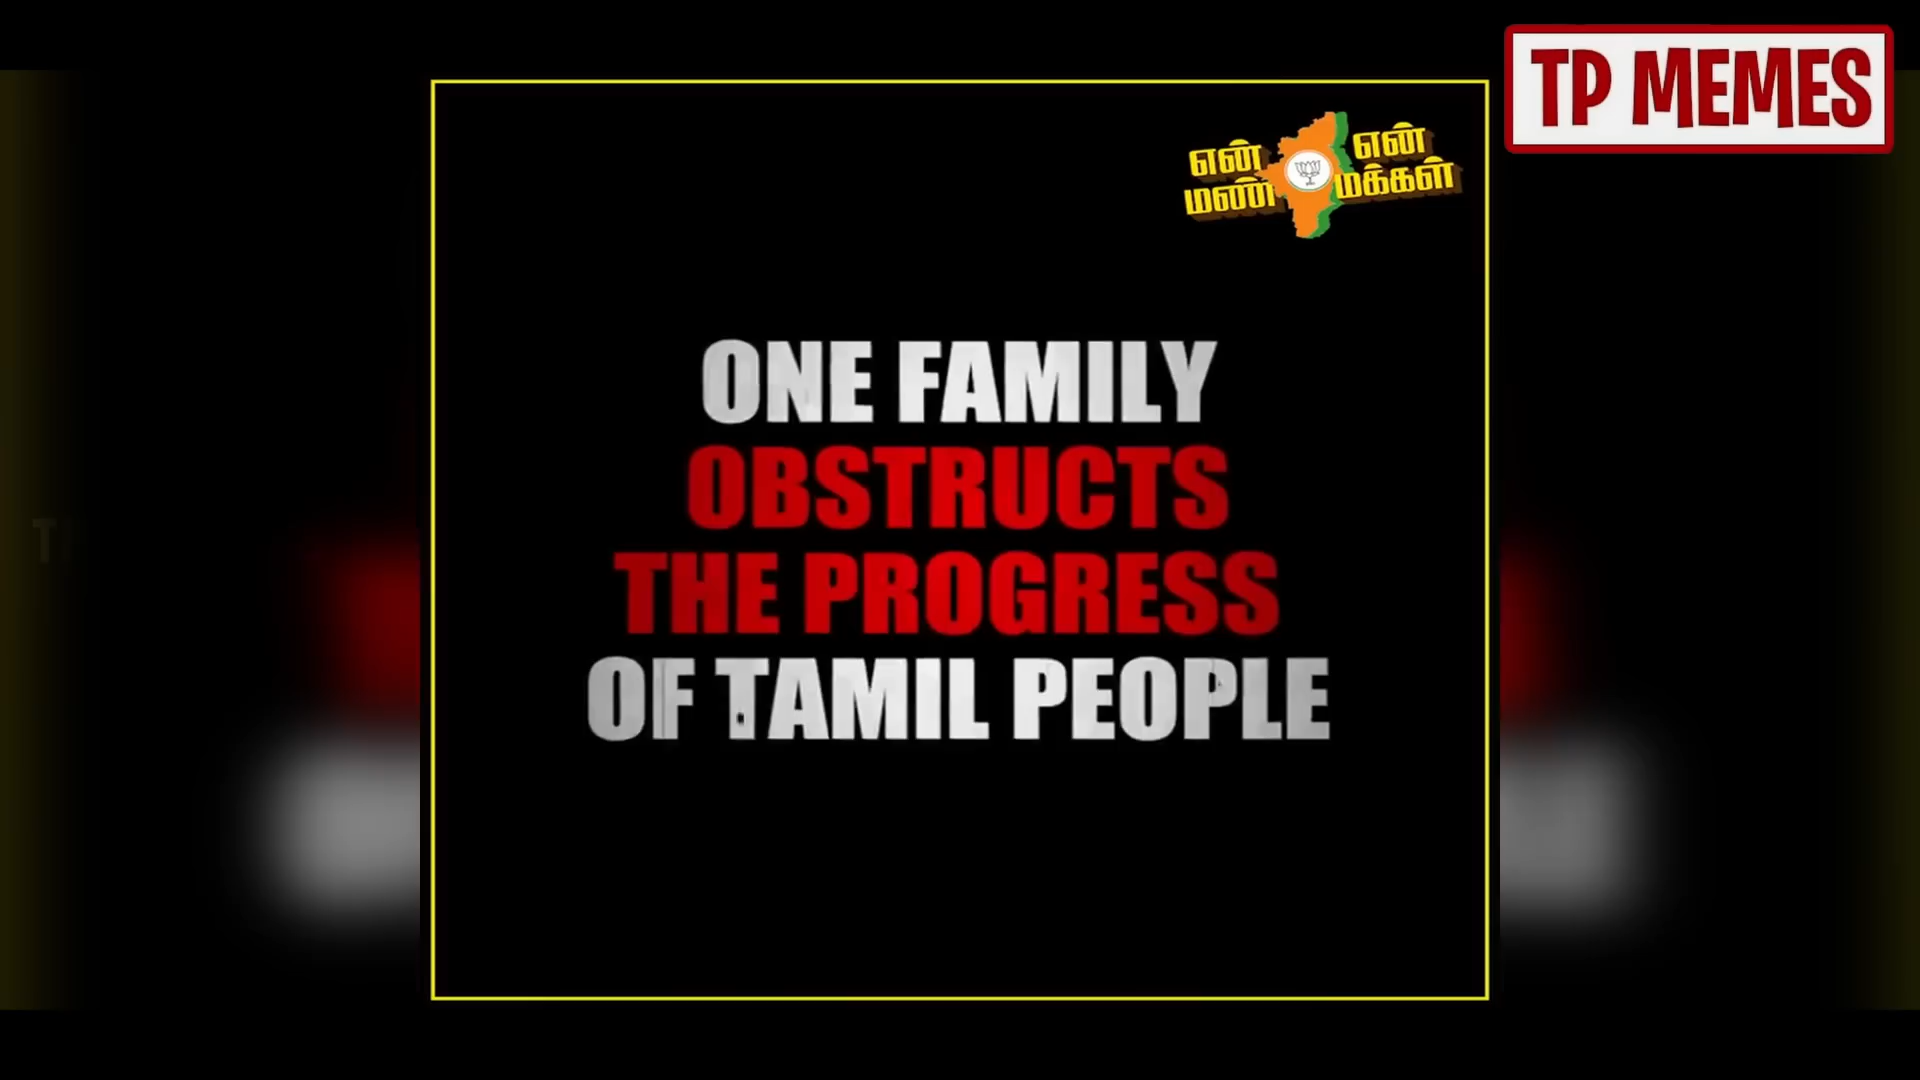 TP MEMES
என் மண்
என் மக்கள்
ONE FAMILY
OBSTRUCTS
THE PROGRESS
OF TAMIL PEOPLE